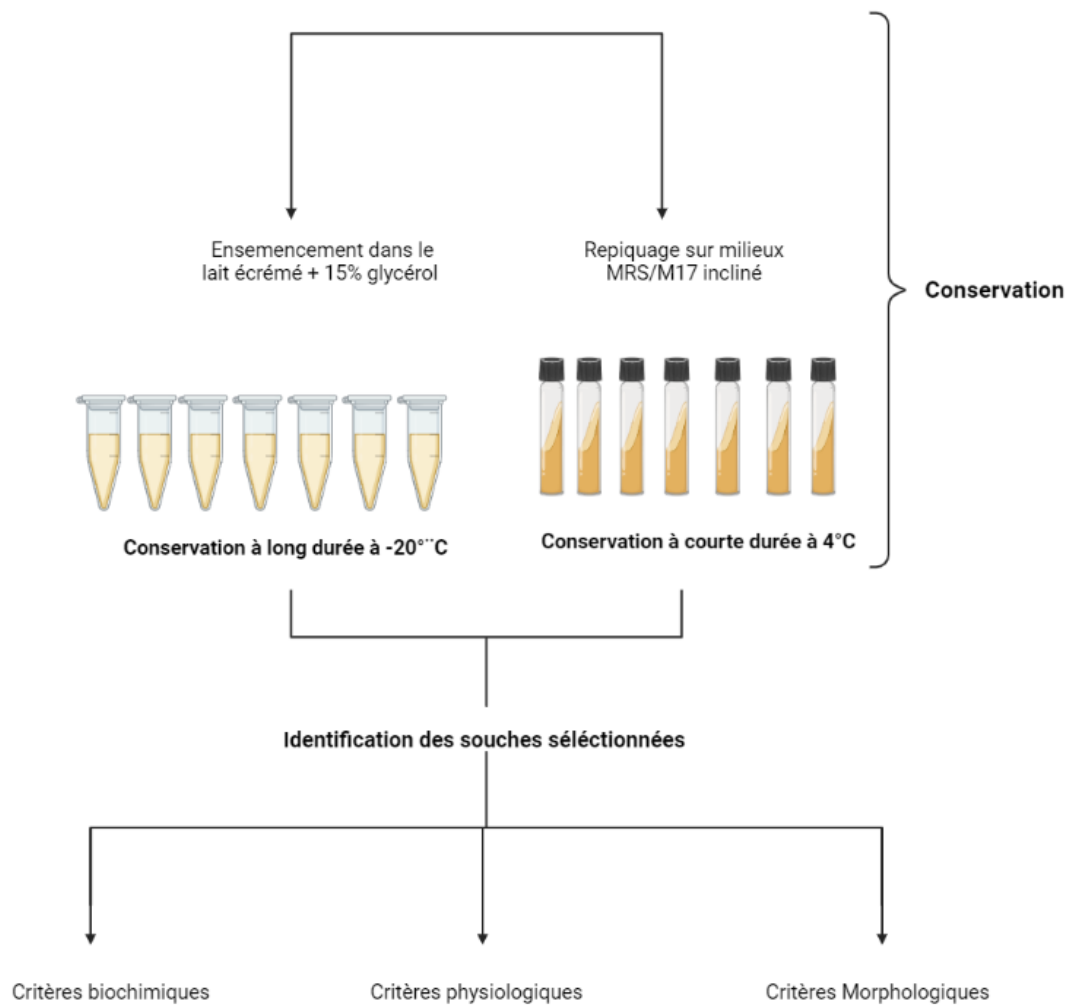 Ensemencement dans le
lait écrémé + 15% glycérol
Repiquage sur milieux
MRS/M17 incliné
Conservation
Conservation à long durée à -20°¨C
Conservation à courte durée à 4°C
Identification des souches séléctionnées
Critères biochimiques
Critères physiologiques
Critères Morphologiques